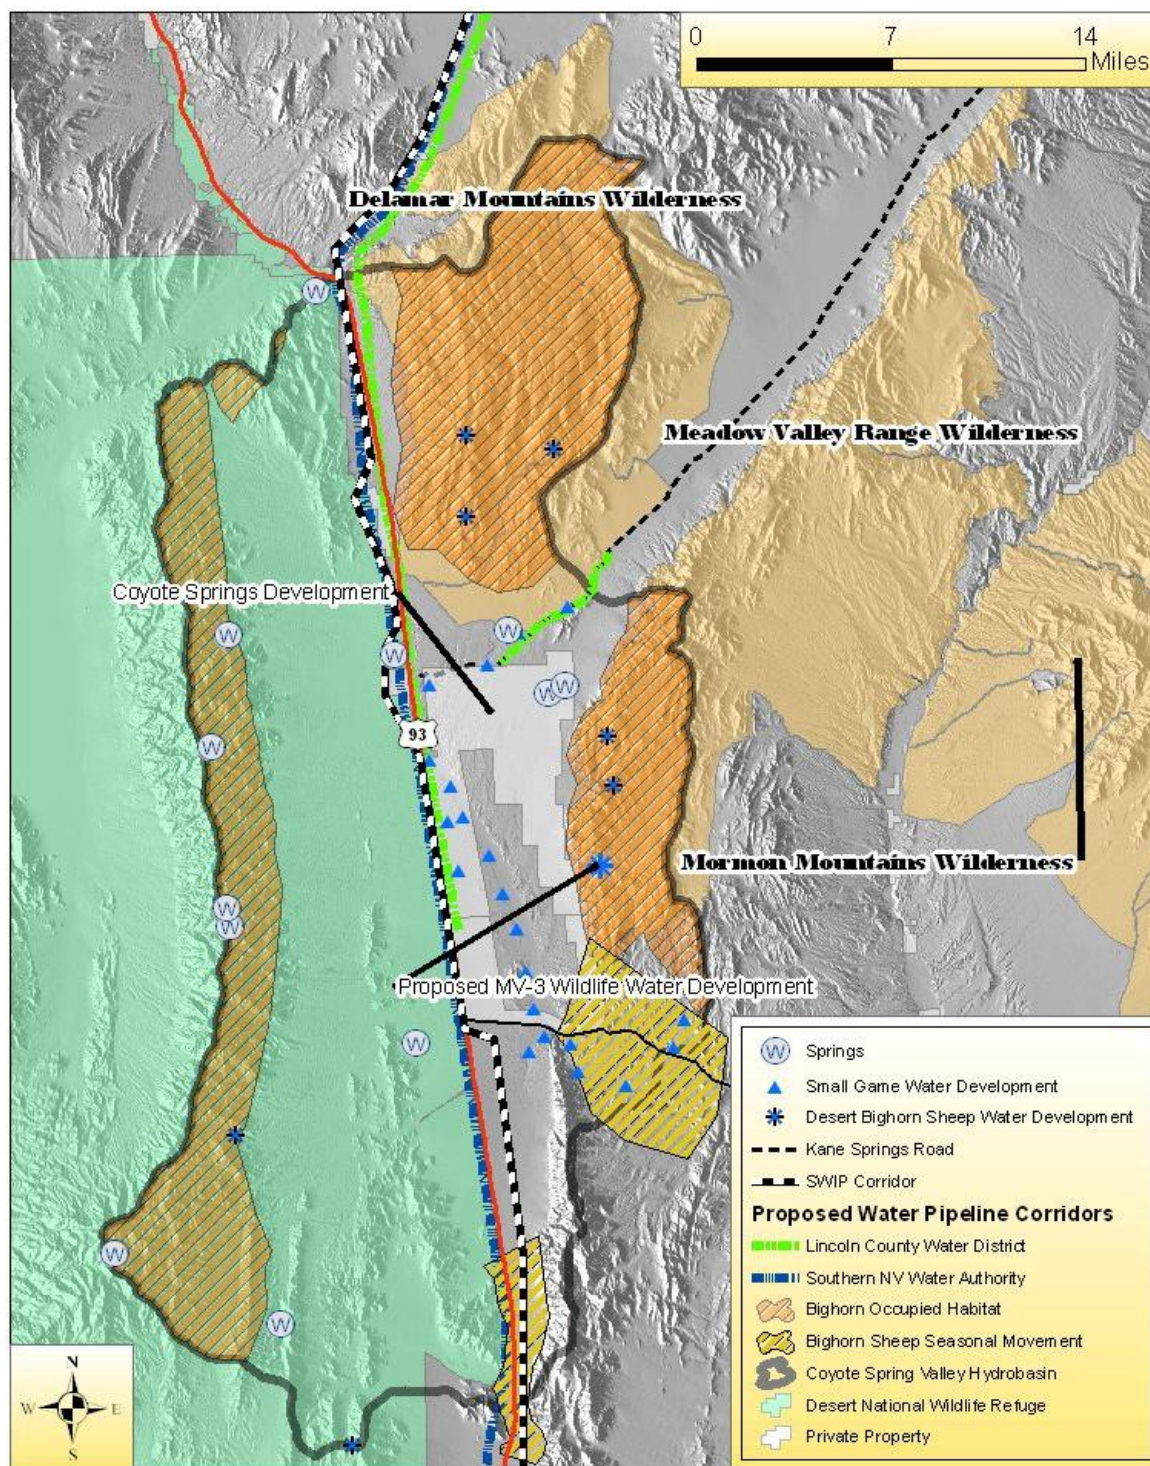 0 7 14
Miles
Delamar Mountains Wilderness
W
Meadow Valley Range Wilderness
Coyote Springs Development
W
W
W
W W
93
W
Mormon Mountains Wilderness
W
W
Proposed MV-3 Wildlife Water Development
W
W
W
W Springs
Small Game Water Development
Desert Bighorn Sheep Water Development
Kane Springs Road
SWIP Corridor
Proposed Water Pipeline Corridors
Lincoln County Water District
Southern NV Water Authority
Bighorn Occupied Habitat
Bighorn Sheep Seasonal Movement
Coyote Spring Valley Hydrobasin
Desert National Wildlife Refuge
Private Property
N
W E
S